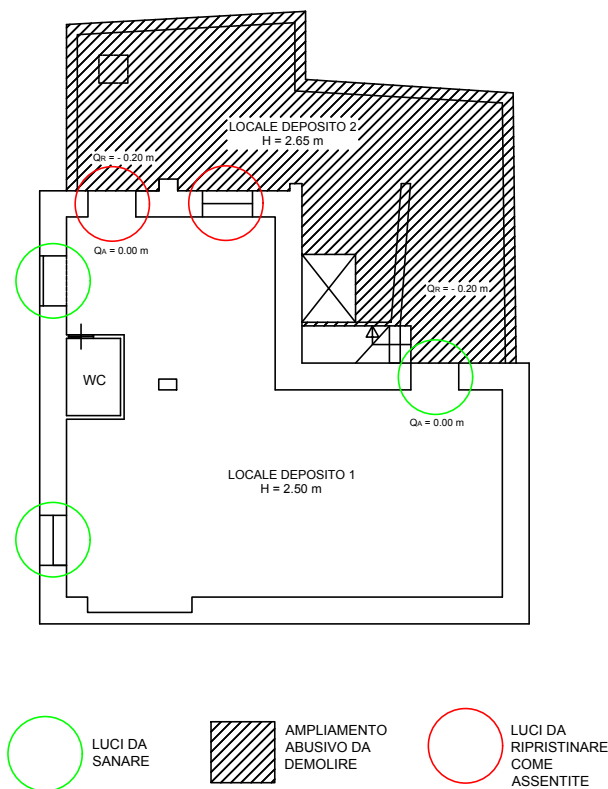 LOCALE DEPOSITO 2
H = 2.65 m
QR = - 0.20 m
QA = 0.00 m
QR = - 0.20 m
WC
QA = 0.00 m
LOCALE DEPOSITO 1
H = 2.50 m
LUCI DA
SANARE
AMPLIAMENTO
ABUSIVO DA
DEMOLIRE
LUCI DA
RIPRISTINARE
COME
ASSENTITE